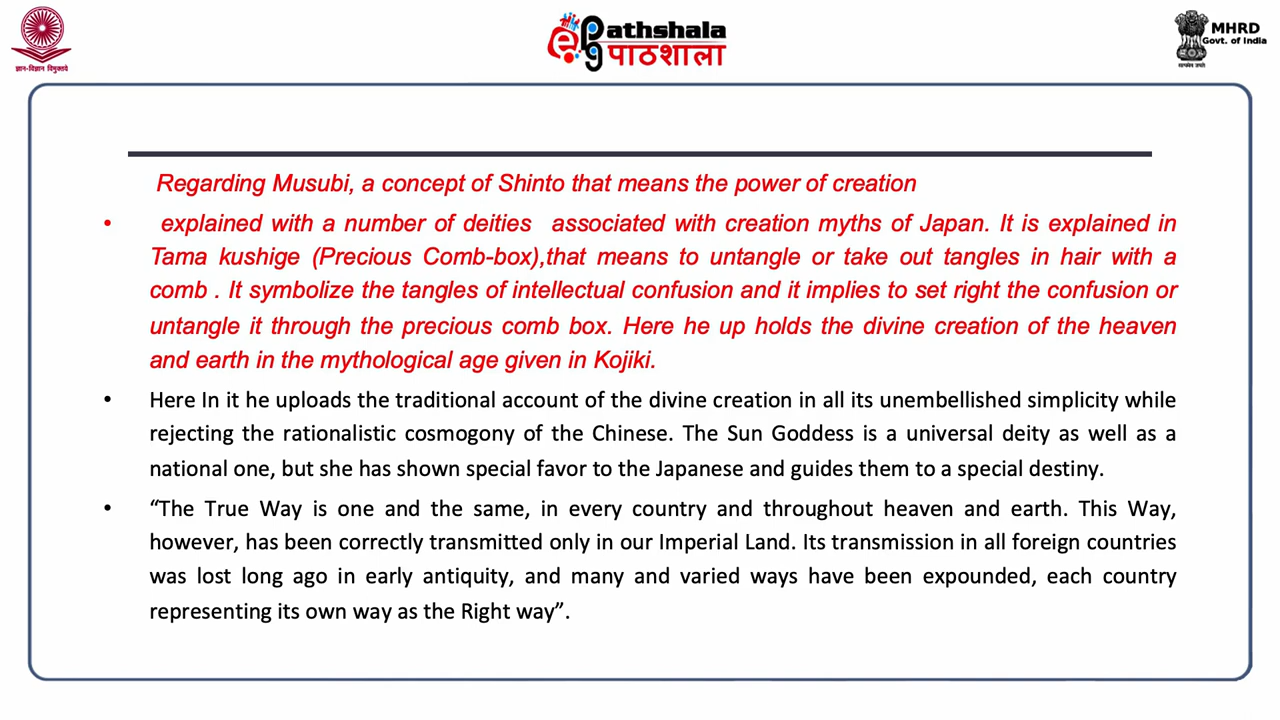 ज्ञान-विज्ञान विमुक्तये
ePG Pathshala
पाठशाला
MHRD
Govt. of India
सत्यमेव जयते
Regarding Musubi, a concept of Shinto that means the power of creation
• explained with a number of deities associated with creation myths of Japan. It is explained in
Tama kushige (Precious Comb-box),that means to untangle or take out tangles in hair with a
comb . It symbolize the tangles of intellectual confusion and it implies to set right the confusion or
untangle it through the precious comb box. Here he up holds the divine creation of the heaven
and earth in the mythological age given in Kojiki.
• Here In it he uploads the traditional account of the divine creation in all its unembellished simplicity while
rejecting the rationalistic cosmogony of the Chinese. The Sun Goddess is a universal deity as well as a
national one, but she has shown special favor to the Japanese and guides them to a special destiny.
• “The True Way is one and the same, in every country and throughout heaven and earth. This Way,
however, has been correctly transmitted only in our Imperial Land. Its transmission in all foreign countries
was lost long ago in early antiquity, and many and varied ways have been expounded, each country
representing its own way as the Right way”.